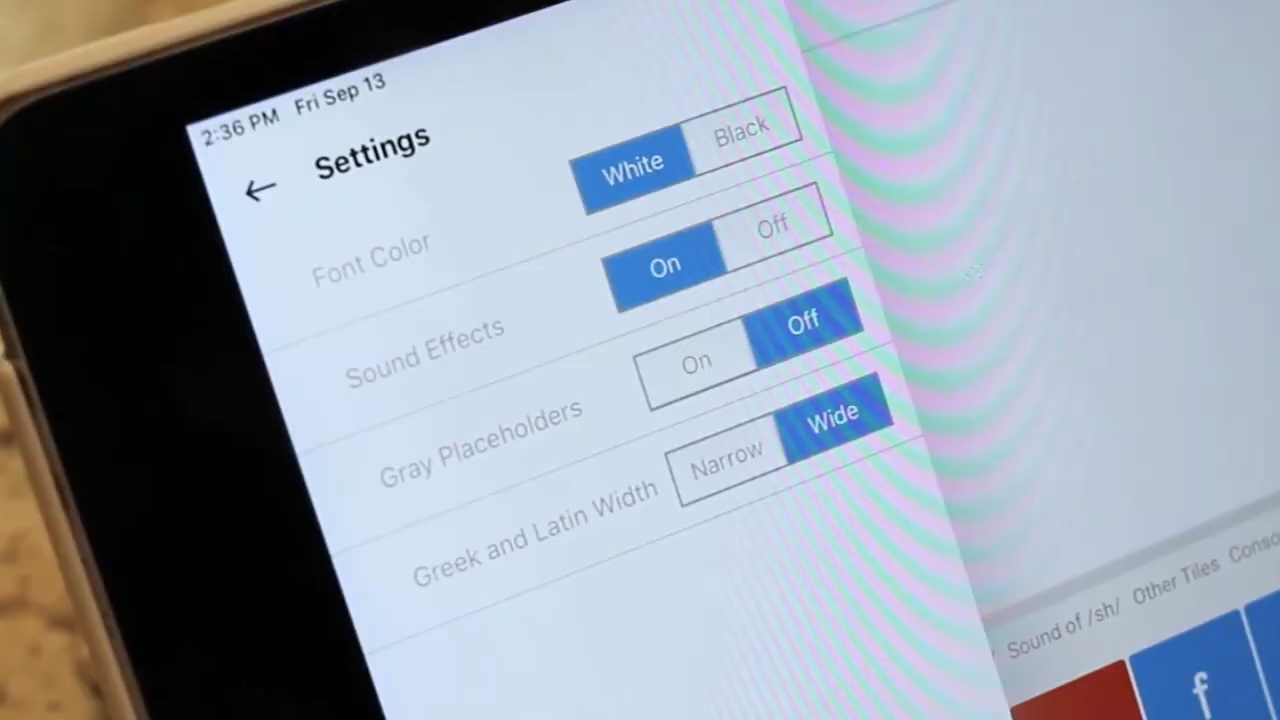 2:36 PM Fri Sep 13
Settings
Font Color White Black
Sound Effects On Off
Gray Placeholders On Off
Greek and Latin Width Narrow Wide
Sound of /sh/ Other Tiles
f